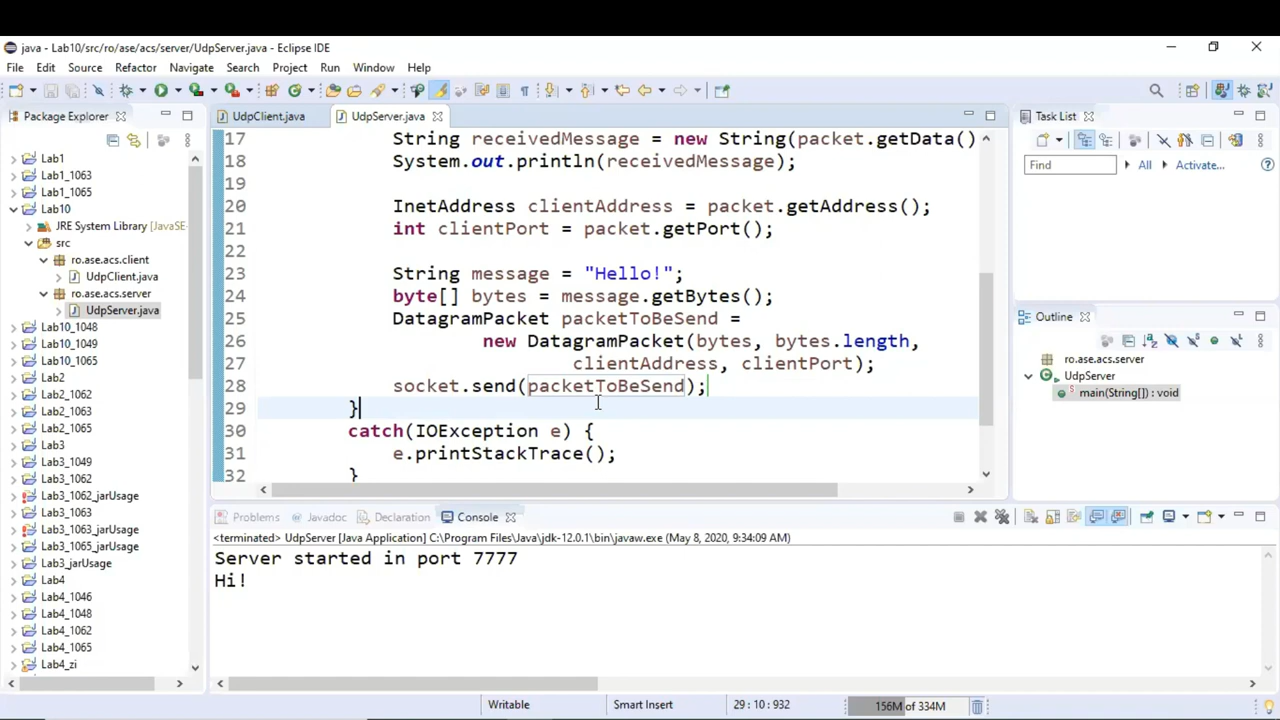 java - Lab10/src/ro/ase/acs/server/UdpServer.java - Eclipse IDE
File Edit Source Refactor Navigate Search Project Run Window Help
Package Explorer
Lab1
Lab1_1063
Lab1_1065
Lab10
JRE System Library [JavaSE-
src
ro.ase.acs.client
UdpClient.java
ro.ase.acs.server
UdpServer.java
Lab10_1048
Lab10_1049
Lab10_1065
Lab2
Lab2_1062
Lab2_1063
Lab2_1065
Lab3
Lab3_1049
Lab3_1062
Lab3_1062_jarUsage
Lab3_1063
Lab3_1063_jarUsage
Lab3_1065_jarUsage
Lab3_jarUsage
Lab4
Lab4_1046
Lab4_1048
Lab4_1062
Lab4_1065
Lab4_zi
UdpClient.java UdpServer.java
17 String receivedMessage = new String(packet.getData()
18 System.out.println(receivedMessage);
19
20 InetAddress clientAddress = packet.getAddress();
21 int clientPort = packet.getPort();
22
23 String message = "Hello!";
24 byte[] bytes = message.getBytes();
25 DatagramPacket packetToBeSend =
26 new DatagramPacket(bytes, bytes.length,
27 clientAddress, clientPort);
28 socket.send(packetToBeSend);
29 }
30 catch(IOException e) {
31 e.printStackTrace();
32 }
Task List
Find All Activate...
Outline
ro.ase.acs.server
UdpServer
main(String[]) : void
Problems Javadoc Declaration Console
<terminated> UdpServer [Java Application] C:\Program Files\Java\jdk-12.0.1\bin\javaw.exe (May 8, 2020, 9:34:09 AM)
Server started in port 7777
Hi!
Writable Smart Insert 29 : 10 : 932 156M of 334M